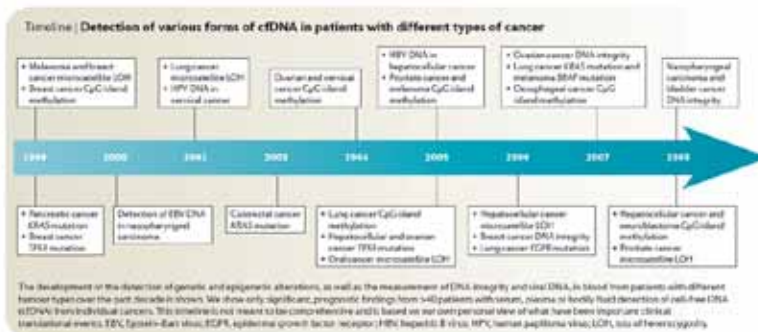 Timeline | Detection of various forms of cfDNA in patients with different types of cancer
• Melanoma and breast
cancer microsatellite LOH
• Breast cancer CpG island
methylation
• Lung cancer
microsatellite LOH
• HPV DNA in
cervical cancer
Ovarian and cervical
cancer CpG island
methylation
• HBV DNA in
hepatocellular cancer
• Prostate cancer and
melanoma CpG island
methylation
• Ovarian cancer DNA integrity
• Lung cancer KRAS mutation and
melanoma BRAF mutation
• Oesophageal cancer CpG
island methylation
Nasopharyngeal
carcinoma and
bladder cancer
DNA integrity
1999 2000 2005 2006 2007
• Pancreatic cancer
KRAS mutation
• Breast cancer
TP53 mutation
Detection of EBV DNA
in nasopharyngeal
carcinoma
Colorectal cancer
KRAS mutation
• Lung cancer CpG island
methylation
• Hepatocellular and ovarian
cancer TP53 mutation
• Oral cancer microsatellite LOH
• Hepatocellular cancer
microsatellite LOH
• Breast cancer DNA integrity
• Lung cancer EGFR mutation
• Hepatocellular cancer and
neuroblastoma CpG island
methylation
• Prostate cancer
microsatellite LOH
The development of the detection of genetic and epigenetic alterations, as well as the measurement of DNA integrity and viral DNA, in blood from patients with different
tumour types over the past decade is shown. We show only significant, prognostic findings from >40 patients with serum, plasma or bodily fluid detection of cell-free DNA
(cfDNA) from individual cancers. This timeline is not meant to be comprehensive and is based on our own personal view of what have been important clinical
translational events. EBV, Epstein–Barr virus; EGFR, epidermal growth factor receptor; HBV, hepatitis B virus; HPV, human papilloma virus; LOH, loss of heterozygosity.